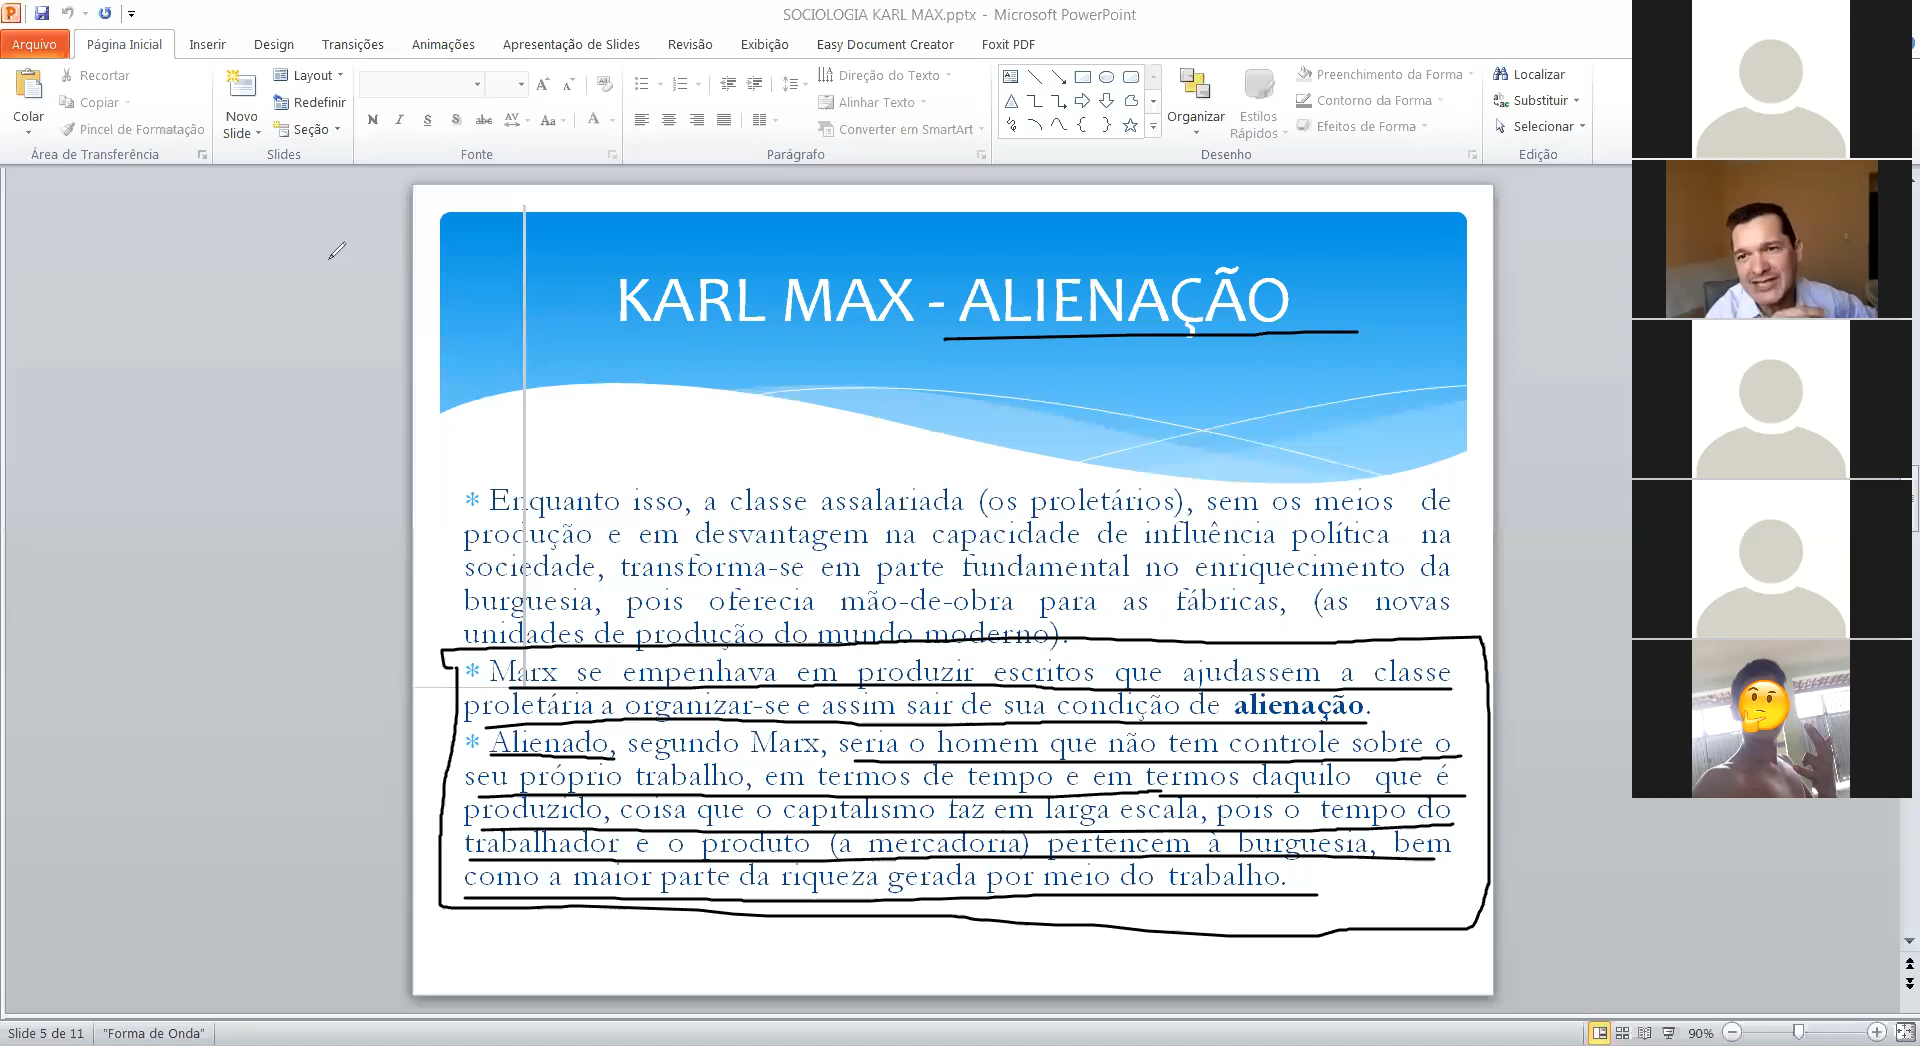 SOCIOLOGIA KARL MAX.pptx - Microsoft PowerPoint
Arquivo Página Inicial Inserir Design Transições Animações Apresentação de Slides Revisão Exibição Easy Document Creator Foxit PDF
Colar
Recortar
Copiar
Pincel de Formatação
Área de Transferência
Novo
Slide
Layout
Redefinir
Seção
Slides
N I S S abc AV Aa A
Fonte
Direção do Texto
Alinhar Texto
Converter em SmartArt
Parágrafo
Organizar
Estilos
Rápidos
Preenchimento da Forma
Contorno da Forma
Efeitos de Forma
Desenho
Localizar
Substituir
Selecionar
Edição
KARL MAX - ALIENAÇÃO
* Enquanto isso, a classe assalariada (os proletários), sem os meios de
produção e em desvantagem na capacidade de influência política na
sociedade, transforma-se em parte fundamental no enriquecimento da
burguesia, pois oferecia mão-de-obra para as fábricas, (as novas
unidades de produção do mundo moderno).
* Marx se empenhava em produzir escritos que ajudassem a classe
proletária a organizar-se e assim sair de sua condição de alienação.
* Alienado, segundo Marx, seria o homem que não tem controle sobre o
seu próprio trabalho, em termos de tempo e em termos daquilo que é
produzido, coisa que o capitalismo faz em larga escala, pois o tempo do
trabalhador e o produto (a mercadoria) pertencem à burguesia, bem
como a maior parte da riqueza gerada por meio do trabalho.
Slide 5 de 11 "Forma de Onda" 90%